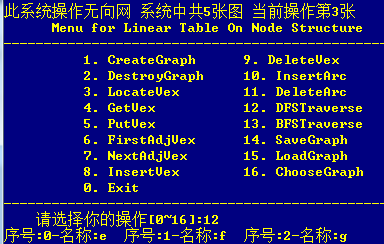 此系统操作无向网 系统中共5张图 当前操作第3张
Menu for Linear Table On Node Structure
-------------------------------------------------
1. CreateGraph 9. DeleteVex
2. DestroyGraph 10. InsertArc
3. LocateVex 11. DeleteArc
4. GetVex 12. DFSTraverse
5. PutVex 13. BFSTraverse
6. FirstAdjVex 14. SaveGraph
7. NextAdjVex 15. LoadGraph
8. InsertVex 16. ChooseGraph
0. Exit
-------------------------------------------------
请选择你的操作[0~16]:12
序号:0-名称:e 序号:1-名称:f 序号:2-名称:g